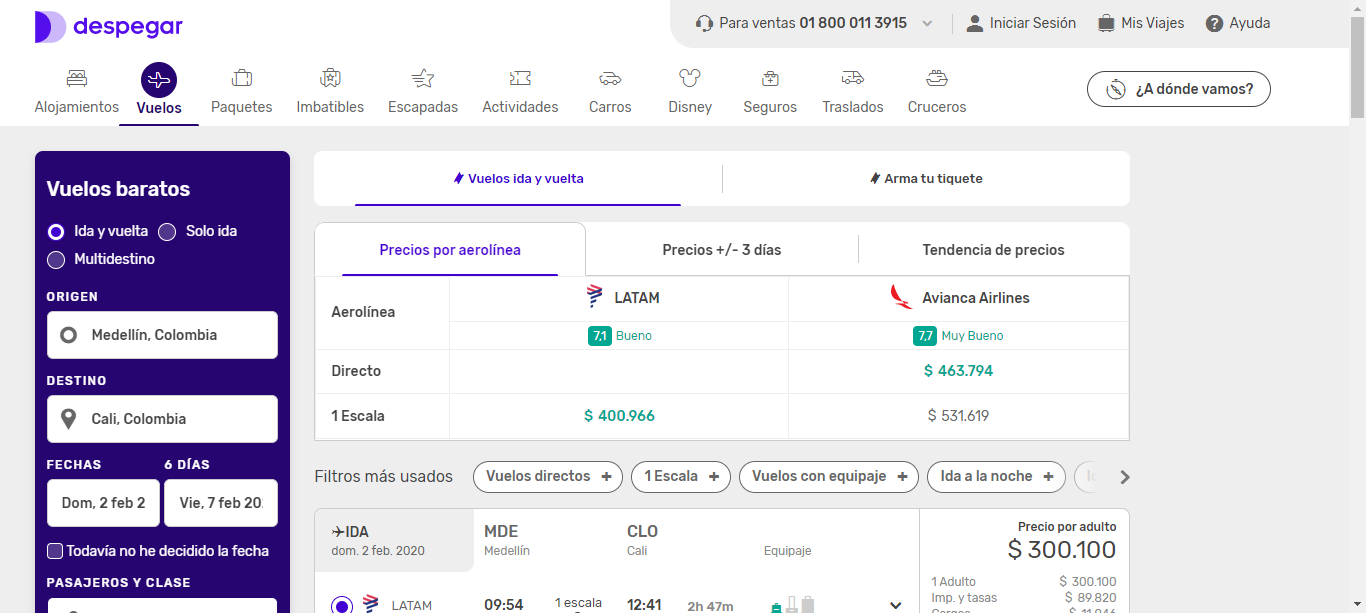 despegar
Para ventas 01 800 011 3915
Iniciar Sesión
Mis Viajes
Ayuda
Alojamientos
Vuelos
Paquetes
Imbatibles
Escapadas
Actividades
Carros
Disney
Seguros
Traslados
Cruceros
¿A dónde vamos?
Vuelos baratos
Ida y vuelta
Solo ida
Multidestino
ORIGEN
Medellín, Colombia
DESTINO
Cali, Colombia
FECHAS
6 DÍAS
Dom, 2 feb 2
Vie, 7 feb 20
Todavía no he decidido la fecha
PASAJEROS Y CLASE
Vuelos ida y vuelta
Arma tu tiquete
Precios por aerolínea
Precios +/- 3 días
Tendencia de precios
Aerolínea
LATAM
Avianca Airlines
7,1 Bueno
7,7 Muy Bueno
Directo
$ 463.794
1 Escala
$ 400.966
$ 531.619
Filtros más usados
Vuelos directos +
1 Escala +
Vuelos con equipaje +
Ida a la noche +
IDA
dom. 2 feb. 2020
MDE
Medellín
CLO
Cali
Equipaje
LATAM
09:54
1 escala
12:41
2h 47m
Precio por adulto
$ 300.100
1 Adulto
$ 300.100
Imp. y tasas
$ 89.820